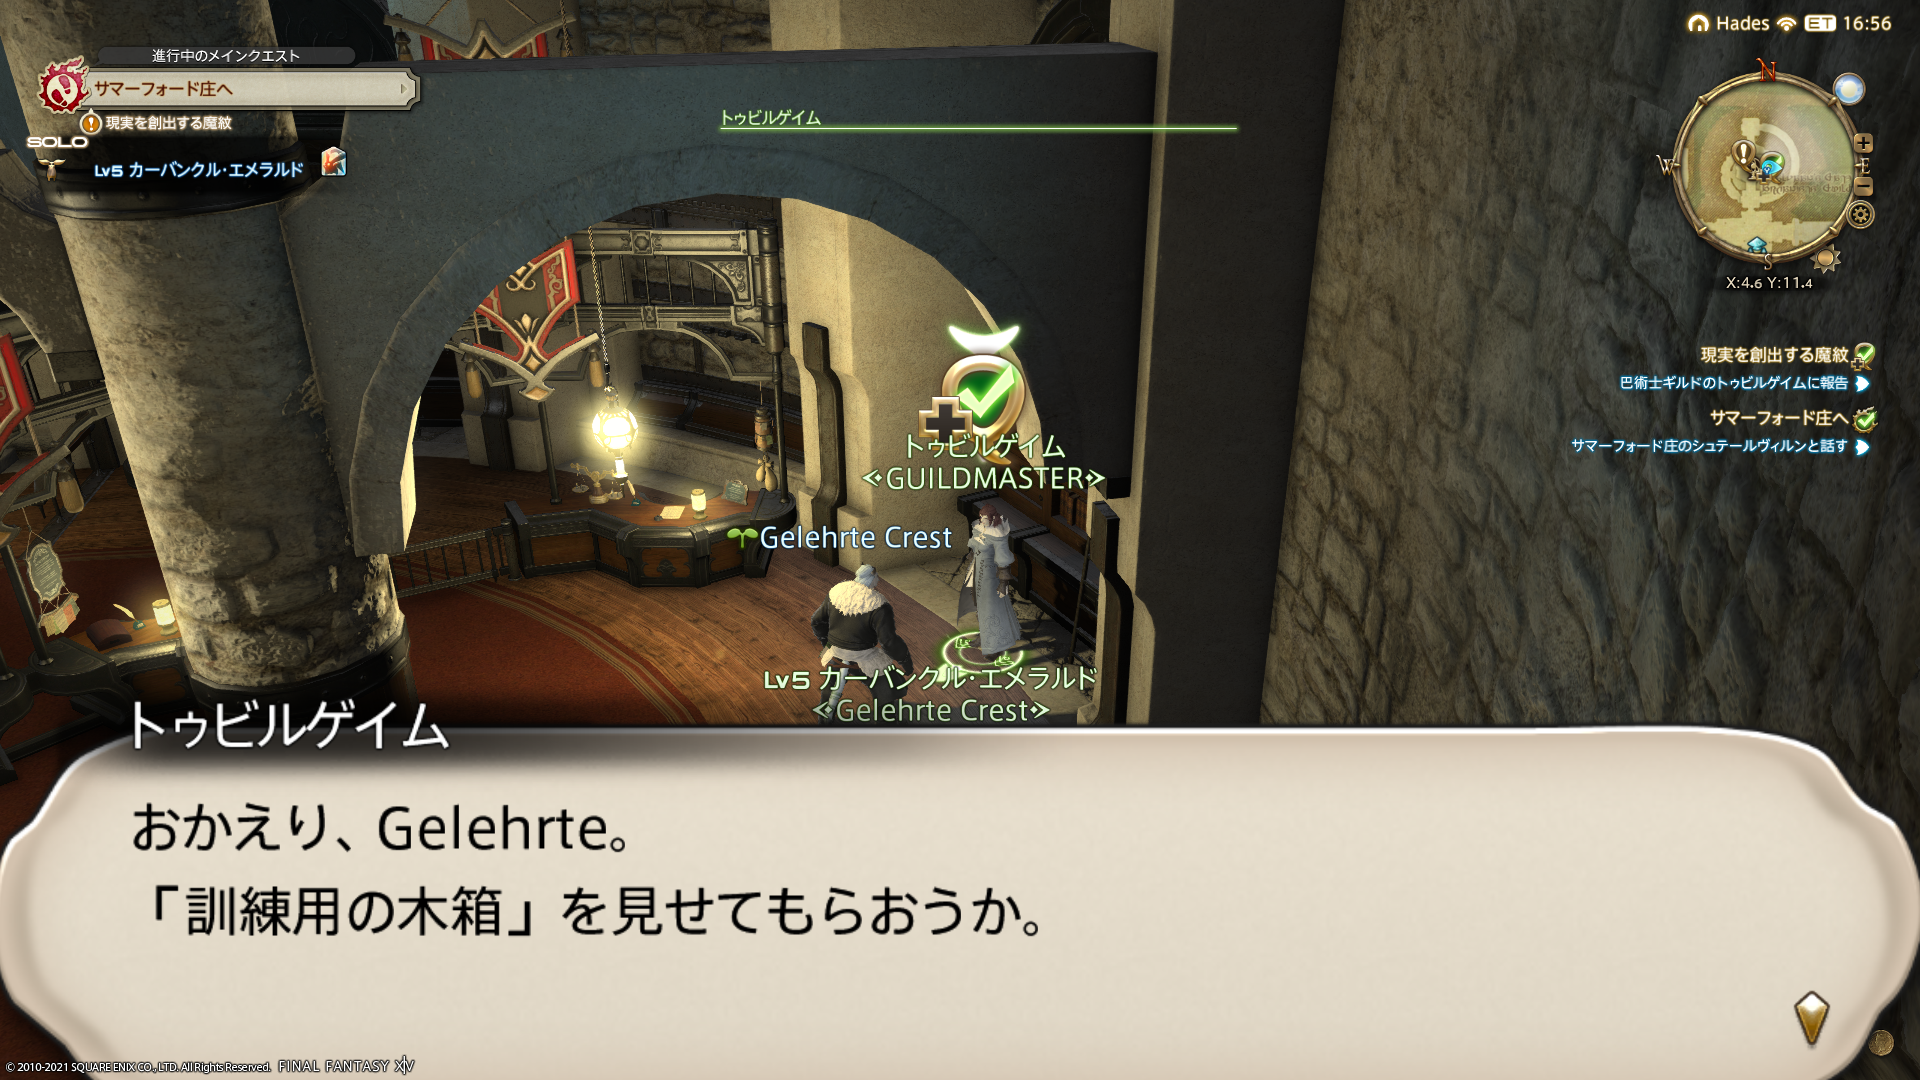 進行中のメインクエスト
サマーフォード庄へ
現実を創出する魔紋
SOLO
Lv5 カーバンクル・エメラルド
トゥビルゲイム
Hades ET 16:56
N
W
E
S
X:4.6 Y:11.4
現実を創出する魔紋
巴術士ギルドのトゥビルゲイムに報告
サマーフォード庄へ
サマーフォード庄のシュテールヴィルンと話す
トゥビルゲイム
<GUILDMASTER>
Gelehrte Crest
Lv5 カーバンクル・エメラルド
<Gelehrte Crest>
トゥビルゲイム
おかえり、Gelehrte。
「訓練用の木箱」を見せてもらおうか。
© 2010-2021 SQUARE ENIX CO., LTD. All Rights Reserved. FINAL FANTASY XIV